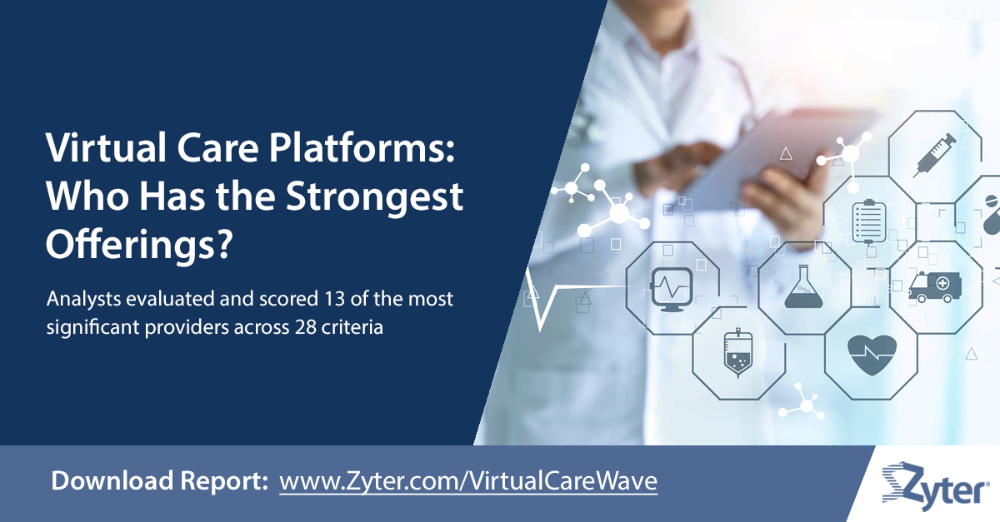 Virtual Care Platforms:
Who Has the Strongest
Offerings?
Analysts evaluated and scored 13 of the most
significant providers across 28 criteria
Download Report: www.Zyter.com/VirtualCareWave
Zyter®